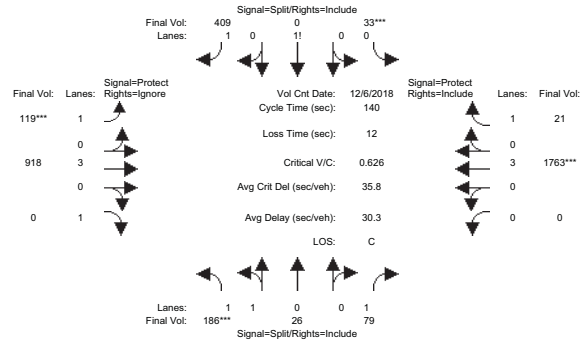 Signal=Split/Rights=Include
Final Vol: 409 0 33***
Lanes: 1 0 1! 0 0
Signal=Protect Signal=Protect
Final Vol: Lanes: Rights=Ignore Vol Cnt Date: 12/6/2018 Rights=Include Lanes: Final Vol:
Cycle Time (sec): 140
119*** 1 1 21
Loss Time (sec): 12
0 0
918 3 Critical V/C: 0.626 3 1763***
0 Avg Crit Del (sec/veh): 35.8 0
0 1 Avg Delay (sec/veh): 30.3 0 0
LOS: C
Lanes: 1 1 0 0 1
Final Vol: 186*** 26 79
Signal=Split/Rights=Include